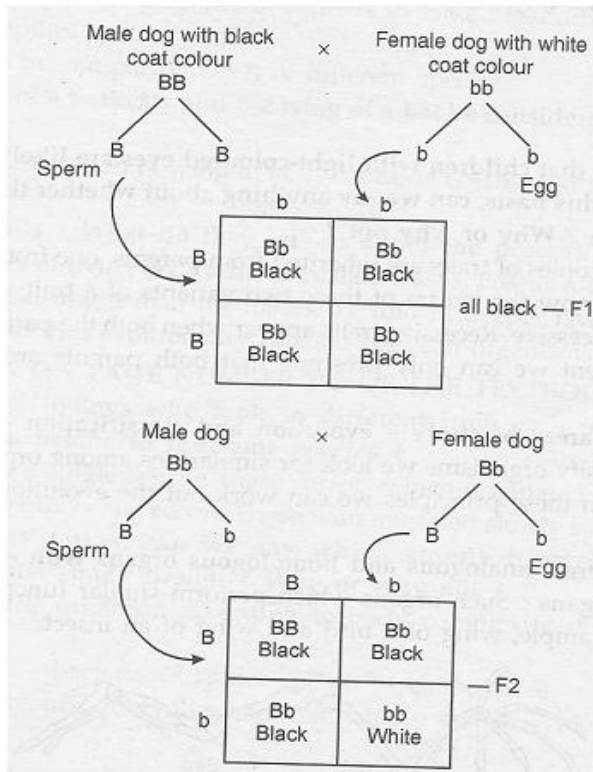 Male dog with black × Female dog with white
coat colour coat colour
BB bb
B B b b
Sperm Egg
b b
B Bb Bb
Black Black
all black — F1
B Bb Bb
Black Black
Male dog × Female dog
Bb Bb
B b B b
Sperm Egg
B b
B BB Bb
Black Black
— F2
b Bb bb
Black White